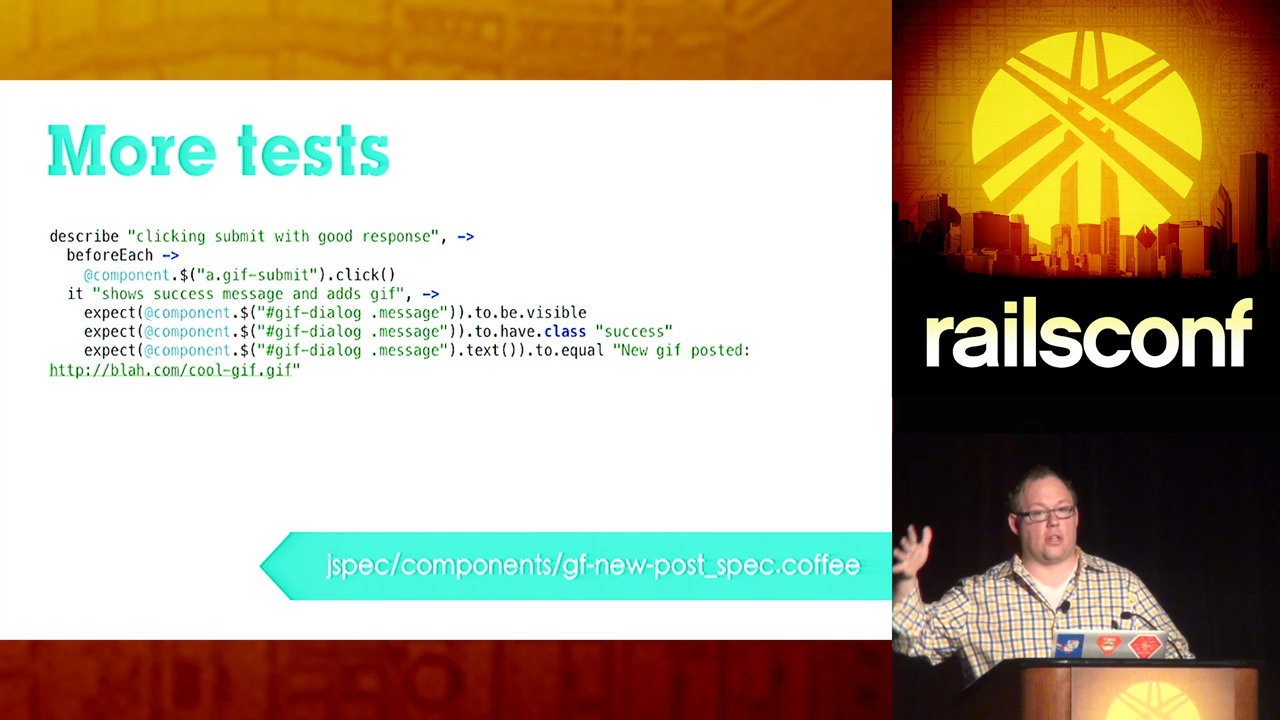 More tests
describe "clicking submit with good response", ->
beforeEach ->
@component.$("a.gif-submit").click()
it "shows success message and adds gif", ->
expect(@component.$("#gif-dialog .message")).to.be.visible
expect(@component.$("#gif-dialog .message")).to.have.class "success"
expect(@component.$("#gif-dialog .message").text()).to.equal "New gif posted:
http://blah.com/cool-gif.gif"
jspec/components/gf-new-post_spec.coffee
railsconf